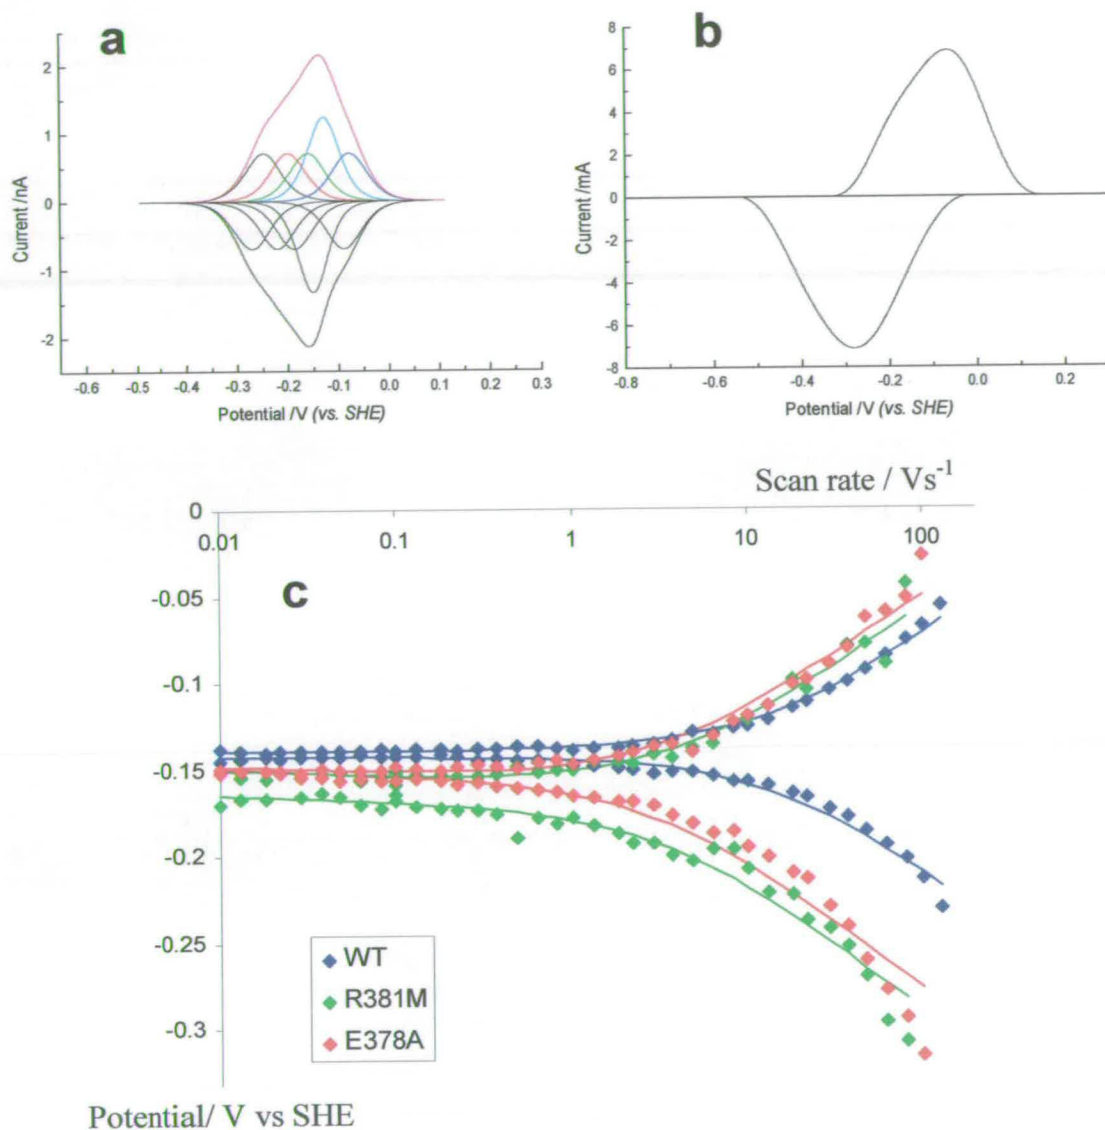 a
2
1
0
-1
-2
Current /nA
-0.6 -0.5 -0.4 -0.3 -0.2 -0.1 0.0 0.1 0.2 0.3
Potential /V (vs. SHE)
b
8
6
4
2
0
-2
-4
-6
-8
Current /mA
-0.8 -0.6 -0.4 -0.2 0.0 0.2
Potential /V (vs. SHE)
Scan rate / Vs-1
c
0
0.01 0.1 1 10 100
-0.05
-0.1
-0.15
-0.2
-0.25
-0.3
WT
R381M
E378A
Potential/ V vs SHE